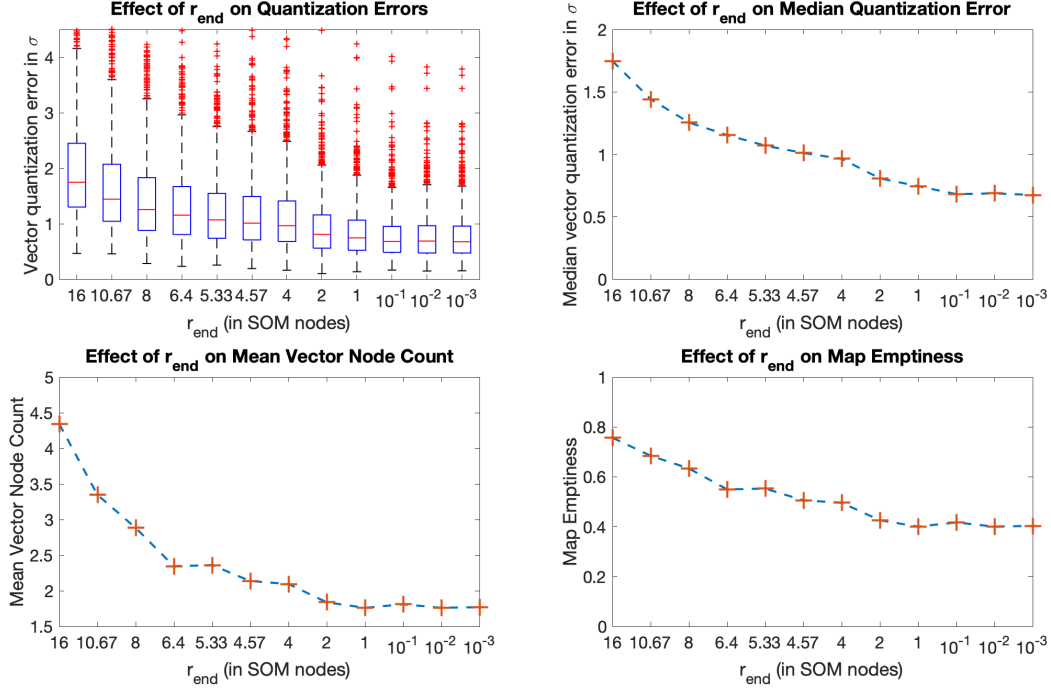 Effect of r_end on Quantization Errors
Vector quantization error in σ
4
3
2
1
0
16 10.67 8 6.4 5.33 4.57 4 2 1 10^-1 10^-2 10^-3
r_end (in SOM nodes)
Effect of r_end on Median Quantization Error
Median vector quantization error in σ
2
1.5
1
0.5
0
16 10.67 8 6.4 5.33 4.57 4 2 1 10^-1 10^-2 10^-3
r_end (in SOM nodes)
Effect of r_end on Mean Vector Node Count
Mean Vector Node Count
5
4.5
4
3.5
3
2.5
2
1.5
16 10.67 8 6.4 5.33 4.57 4 2 1 10^-1 10^-2 10^-3
r_end (in SOM nodes)
Effect of r_end on Map Emptiness
Map Emptiness
1
0.8
0.6
0.4
0.2
0
16 10.67 8 6.4 5.33 4.57 4 2 1 10^-1 10^-2 10^-3
r_end (in SOM nodes)